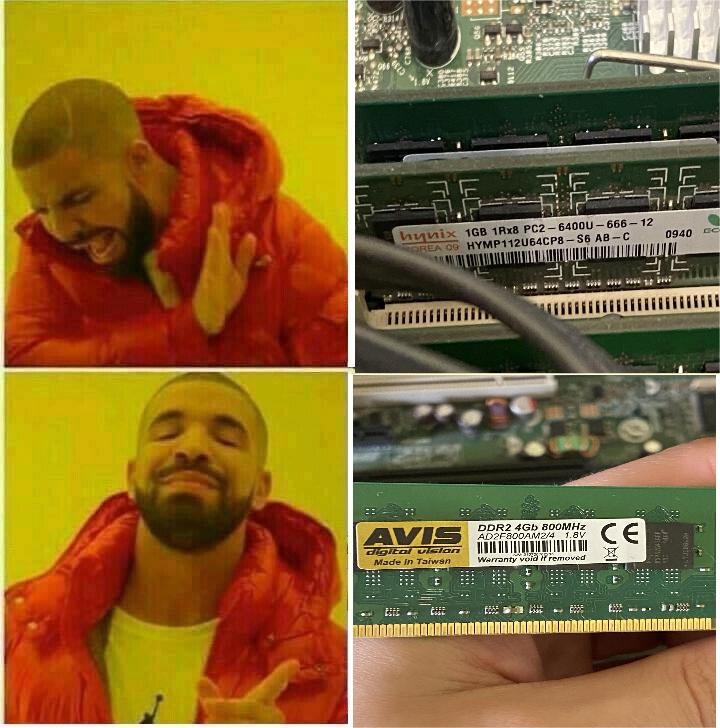 hynix 1GB 1Rx8 PC2-6400U-666-12
KOREA 09 HYMP112U64CP8-S6 AB-C 0940
AVIS
digital vision
Made in Taiwan
DDR2 4Gb 800MHz
AD2F800AM2/4 1.8V
Warranty void if removed
CE